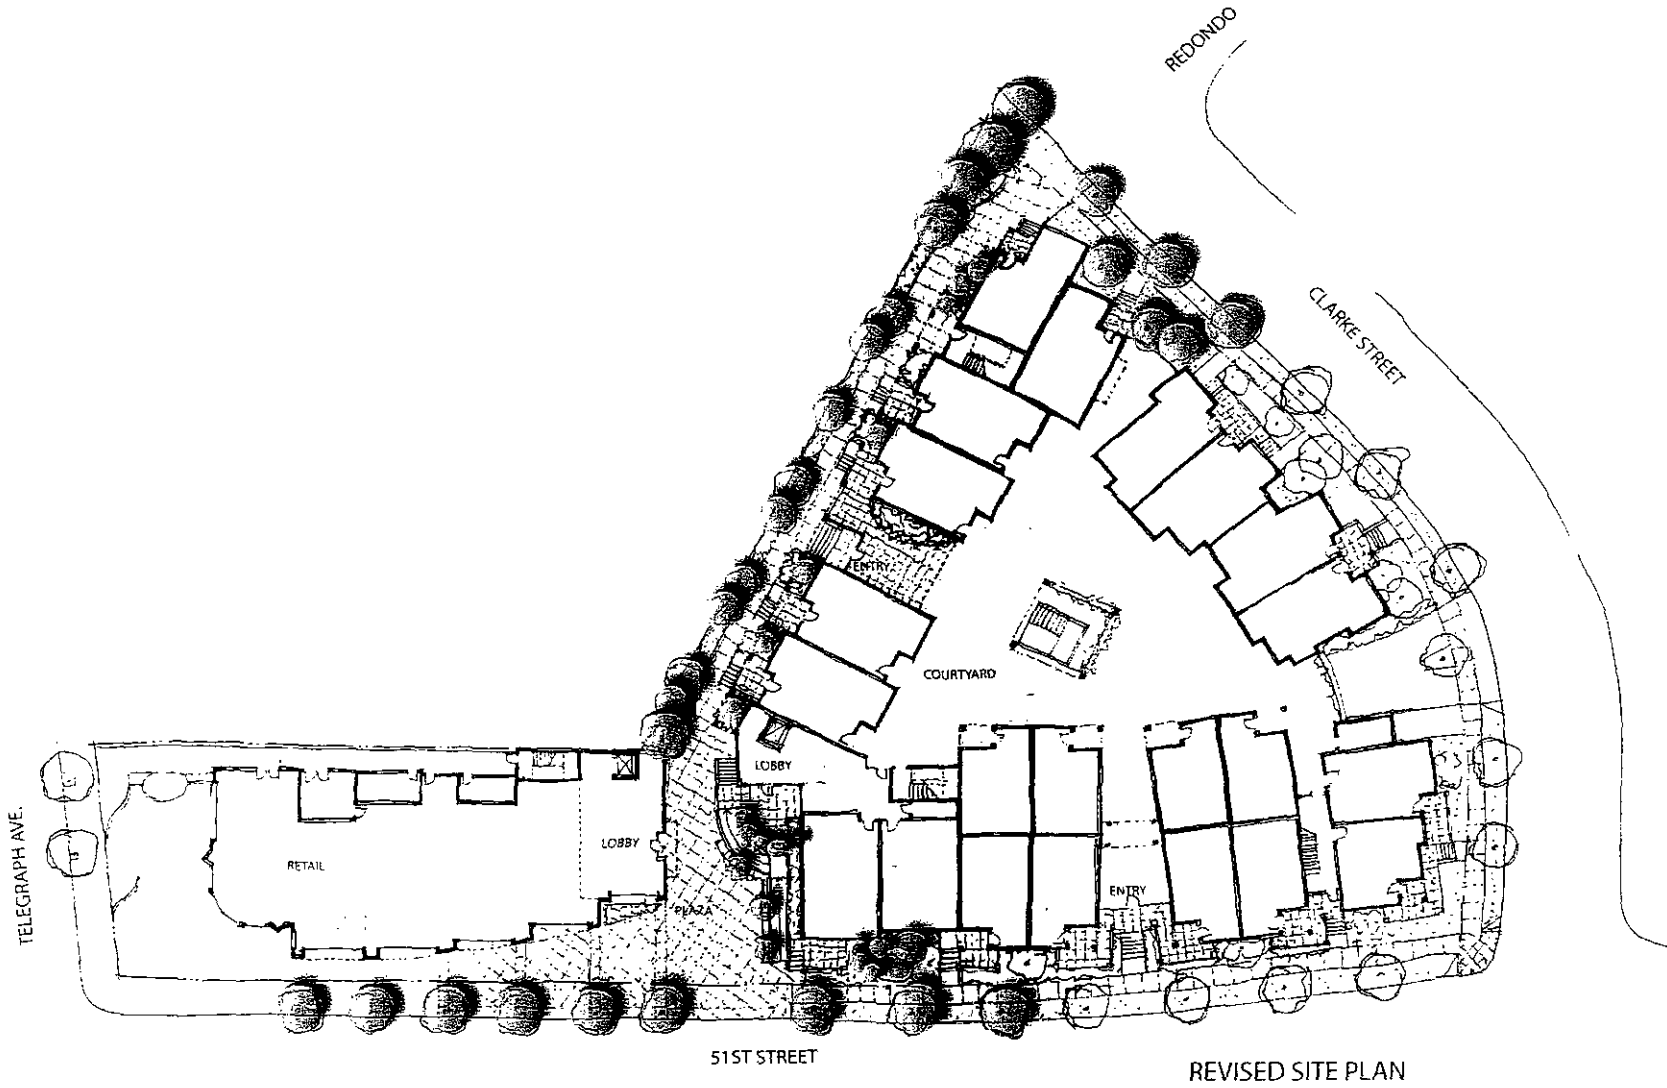 REDONDO
CLARKE STREET
ENTRY
COURTYARD
LOBBY
TELEGRAPH AVE.
RETAIL
LOBBY
PLAZA
ENTRY
51ST STREET
REVISED SITE PLAN